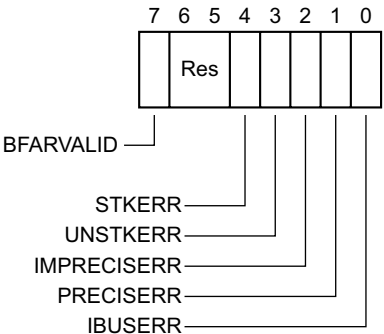 7 6 5 4 3 2 1 0
Res
BFARVALID
STKERR
UNSTKERR
IMPRECISERR
PRECISERR
IBUSERR